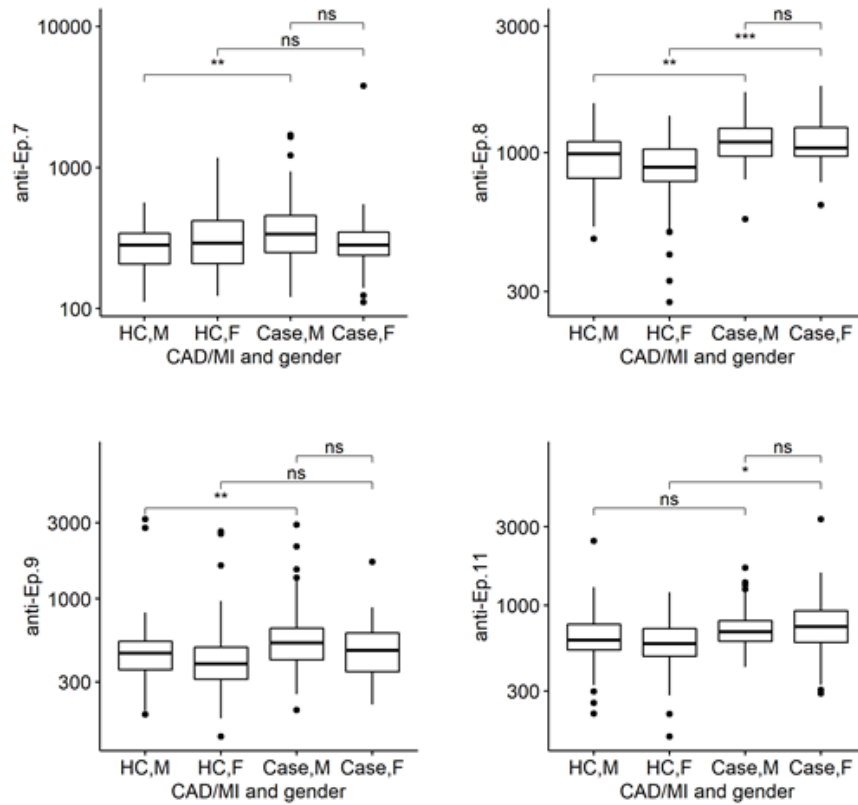 ns
ns
**
10000
1000
100
anti-Ep.7
HC,M HC,F Case,M Case,F
CAD/MI and gender
ns
***
**
3000
1000
300
anti-Ep.8
HC,M HC,F Case,M Case,F
CAD/MI and gender
ns
ns
**
3000
1000
300
anti-Ep.9
HC,M HC,F Case,M Case,F
CAD/MI and gender
ns
*
ns
3000
1000
300
anti-Ep.11
HC,M HC,F Case,M Case,F
CAD/MI and gender